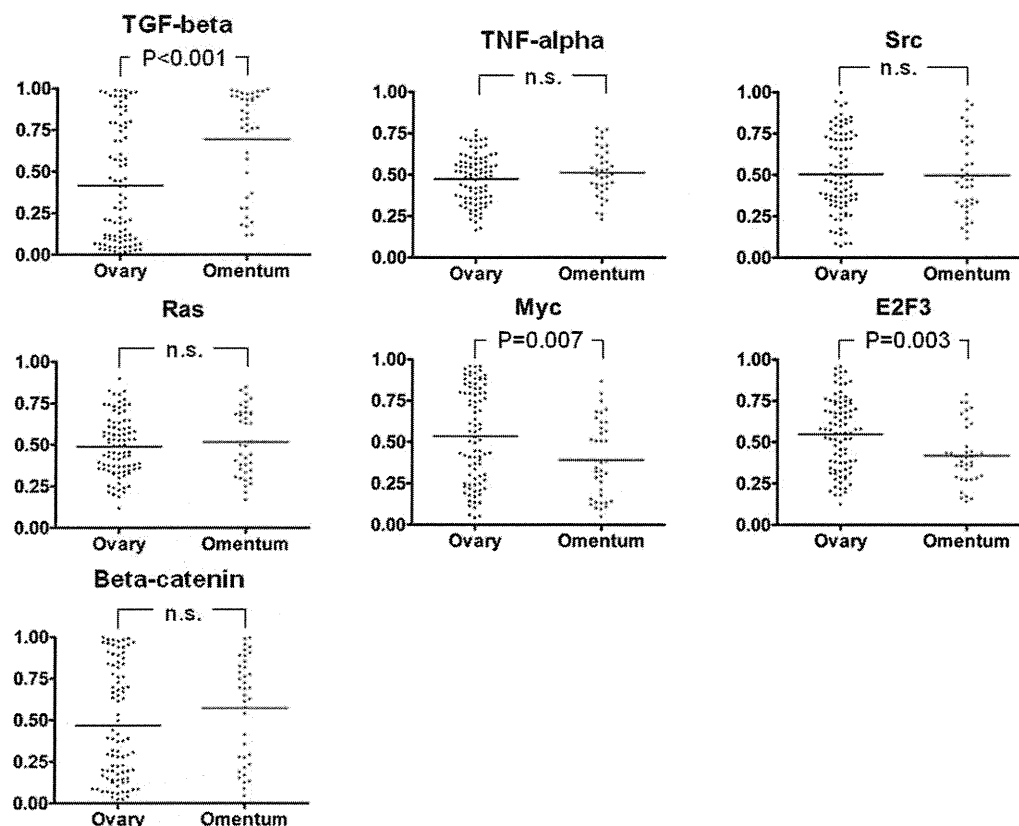 TGF-beta
P<0.001
1.00
0.75
0.50
0.25
0.00
Ovary Omentum
TNF-alpha
n.s.
1.00
0.75
0.50
0.25
0.00
Ovary Omentum
Src
n.s.
1.00
0.75
0.50
0.25
0.00
Ovary Omentum
Ras
n.s.
1.00
0.75
0.50
0.25
0.00
Ovary Omentum
Myc
P=0.007
1.00
0.75
0.50
0.25
0.00
Ovary Omentum
E2F3
P=0.003
1.00
0.75
0.50
0.25
0.00
Ovary Omentum
Beta-catenin
n.s.
1.00
0.75
0.50
0.25
0.00
Ovary Omentum